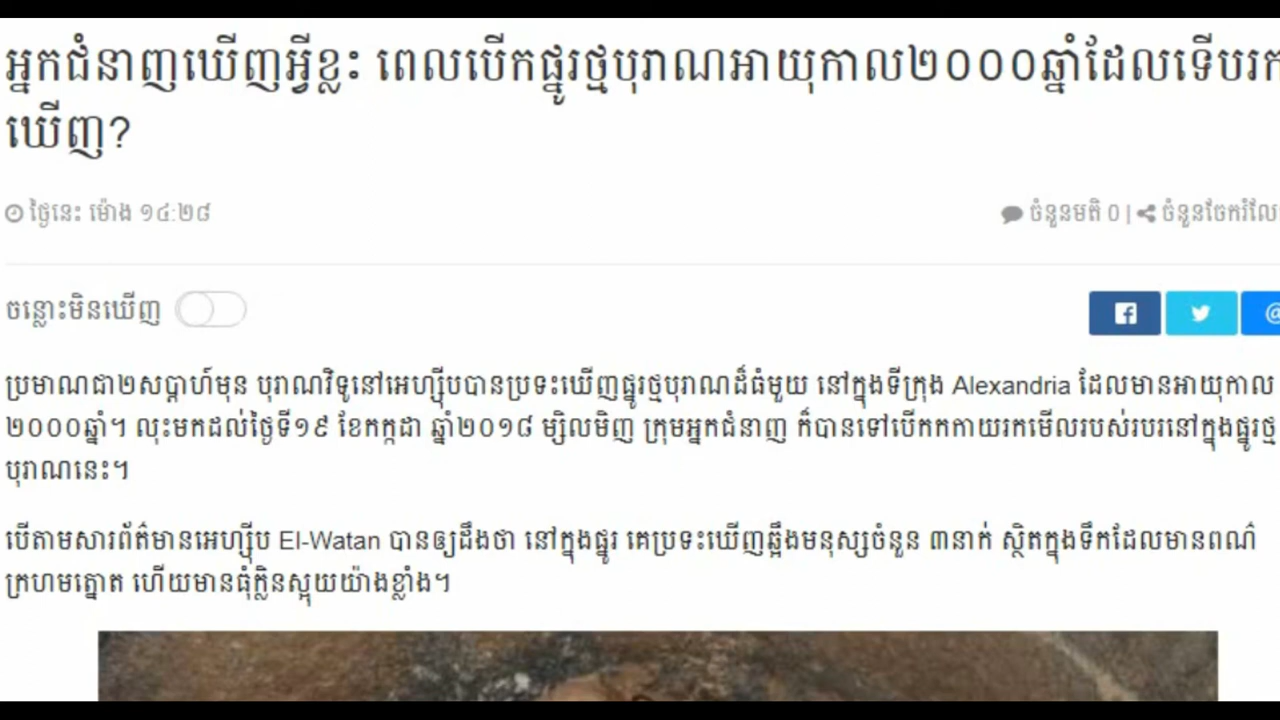 អ្នកជំនាញឃើញអ្វីខ្លះ ពេលបើកផ្នូរថ្មបុរាណអាយុកាល២០០០ឆ្នាំដែលទើបរក
ឃើញ?
ថ្ងៃនេះ ម៉ោង ១៤:២៨
ចំនួនមតិ 0 | ចំនួនចែករំលែ
ចន្លោះមិនឃើញ
ប្រមាណជា២សប្តាហ៍មុន បុរាណវិទូនៅអេហ្ស៊ីបបានប្រទះឃើញផ្នូរថ្មបុរាណដ៏ធំមួយ នៅក្នុងទីក្រុង Alexandria ដែលមានអាយុកាល
២០០០ឆ្នាំ។ លុះមកដល់ថ្ងៃទី១៩ ខែកក្កដា ឆ្នាំ២០១៨ ម្សិលមិញ ក្រុមអ្នកជំនាញ ក៏បានទៅបើកកកាយរកមើលរបស់របរនៅក្នុងផ្នូរថ្ម
បុរាណនេះ។
បើតាមសារព័ត៌មានអេហ្ស៊ីប El-Watan បានឲ្យដឹងថា នៅក្នុងផ្នូរ គេប្រទះឃើញឆ្អឹងមនុស្សចំនួន ៣នាក់ ស្ថិតក្នុងទឹកដែលមានពណ៌
ក្រហមត្នោត ហើយមានធុំក្លិនស្អុយយ៉ាងខ្លាំង។